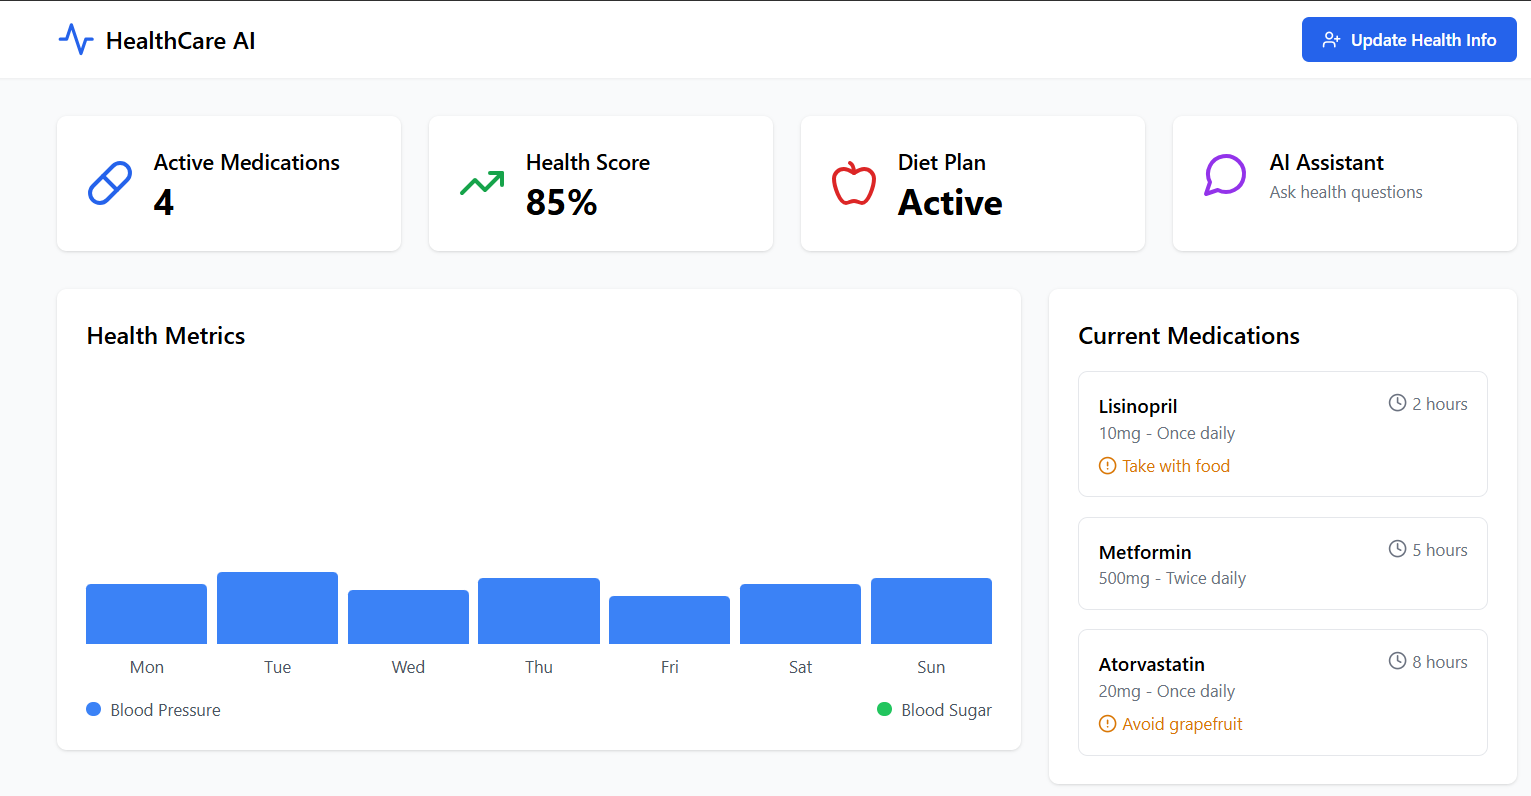 HealthCare AI
Update Health Info
Active Medications
4
Health Score
85%
Diet Plan
Active
AI Assistant
Ask health questions
Health Metrics
Mon Tue Wed Thu Fri Sat Sun
Blood Pressure
Blood Sugar
Current Medications
Lisinopril
2 hours
10mg - Once daily
Take with food
Metformin
5 hours
500mg - Twice daily
Atorvastatin
8 hours
20mg - Once daily
Avoid grapefruit